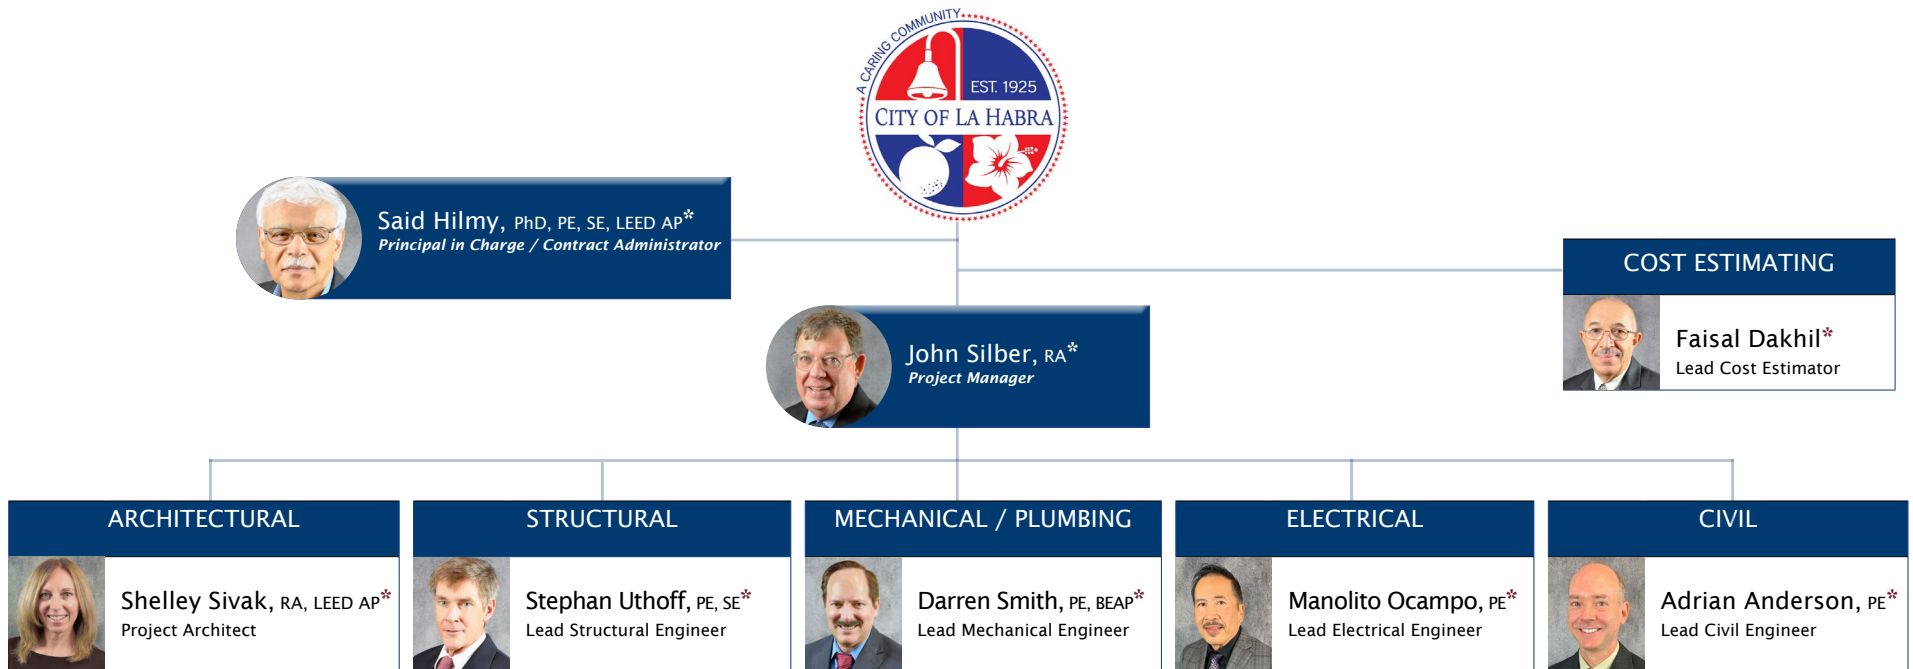 A CARING COMMUNITY
EST. 1925
CITY OF LA HABRA
Said Hilmy, PhD, PE, SE, LEED AP*
Principal in Charge / Contract Administrator
COST ESTIMATING
Faisal Dakhil*
Lead Cost Estimator
John Silber, RA*
Project Manager
ARCHITECTURAL
Shelley Sivak, RA, LEED AP*
Project Architect
STRUCTURAL
Stephan Uthoff, PE, SE*
Lead Structural Engineer
MECHANICAL / PLUMBING
Darren Smith, PE, BEAP*
Lead Mechanical Engineer
ELECTRICAL
Manolito Ocampo, PE*
Lead Electrical Engineer
CIVIL
Adrian Anderson, PE*
Lead Civil Engineer